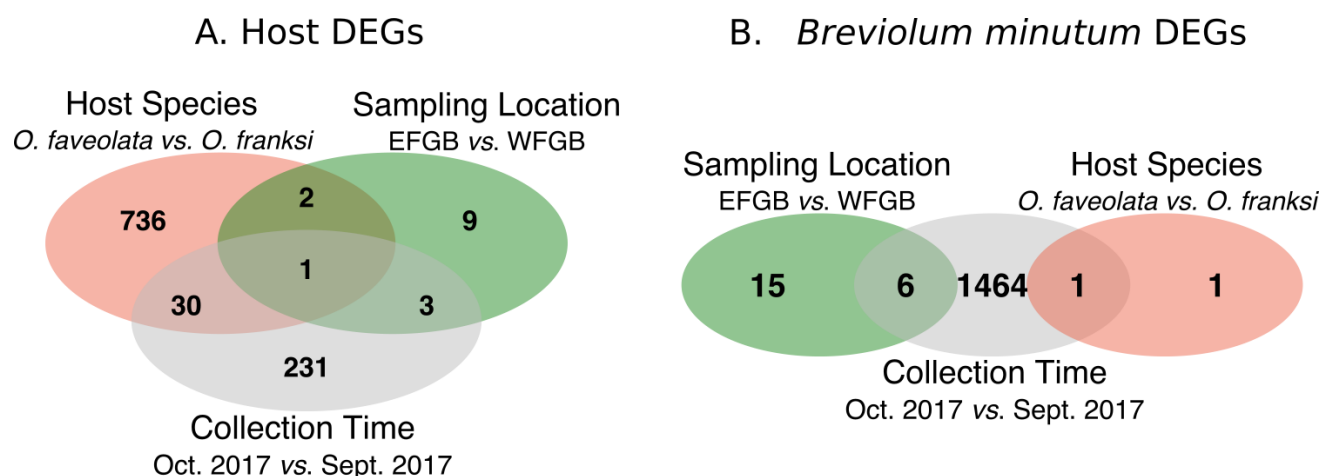 A. Host DEGs
Host Species
O. faveolata vs. O. franksi
Sampling Location
EFGB vs. WFGB
736
2
9
1
30
3
231
Collection Time
Oct. 2017 vs. Sept. 2017
B. Breviolum minutum DEGs
Sampling Location
EFGB vs. WFGB
Host Species
O. faveolata vs. O. franksi
15
6
1464
1
1
Collection Time
Oct. 2017 vs. Sept. 2017